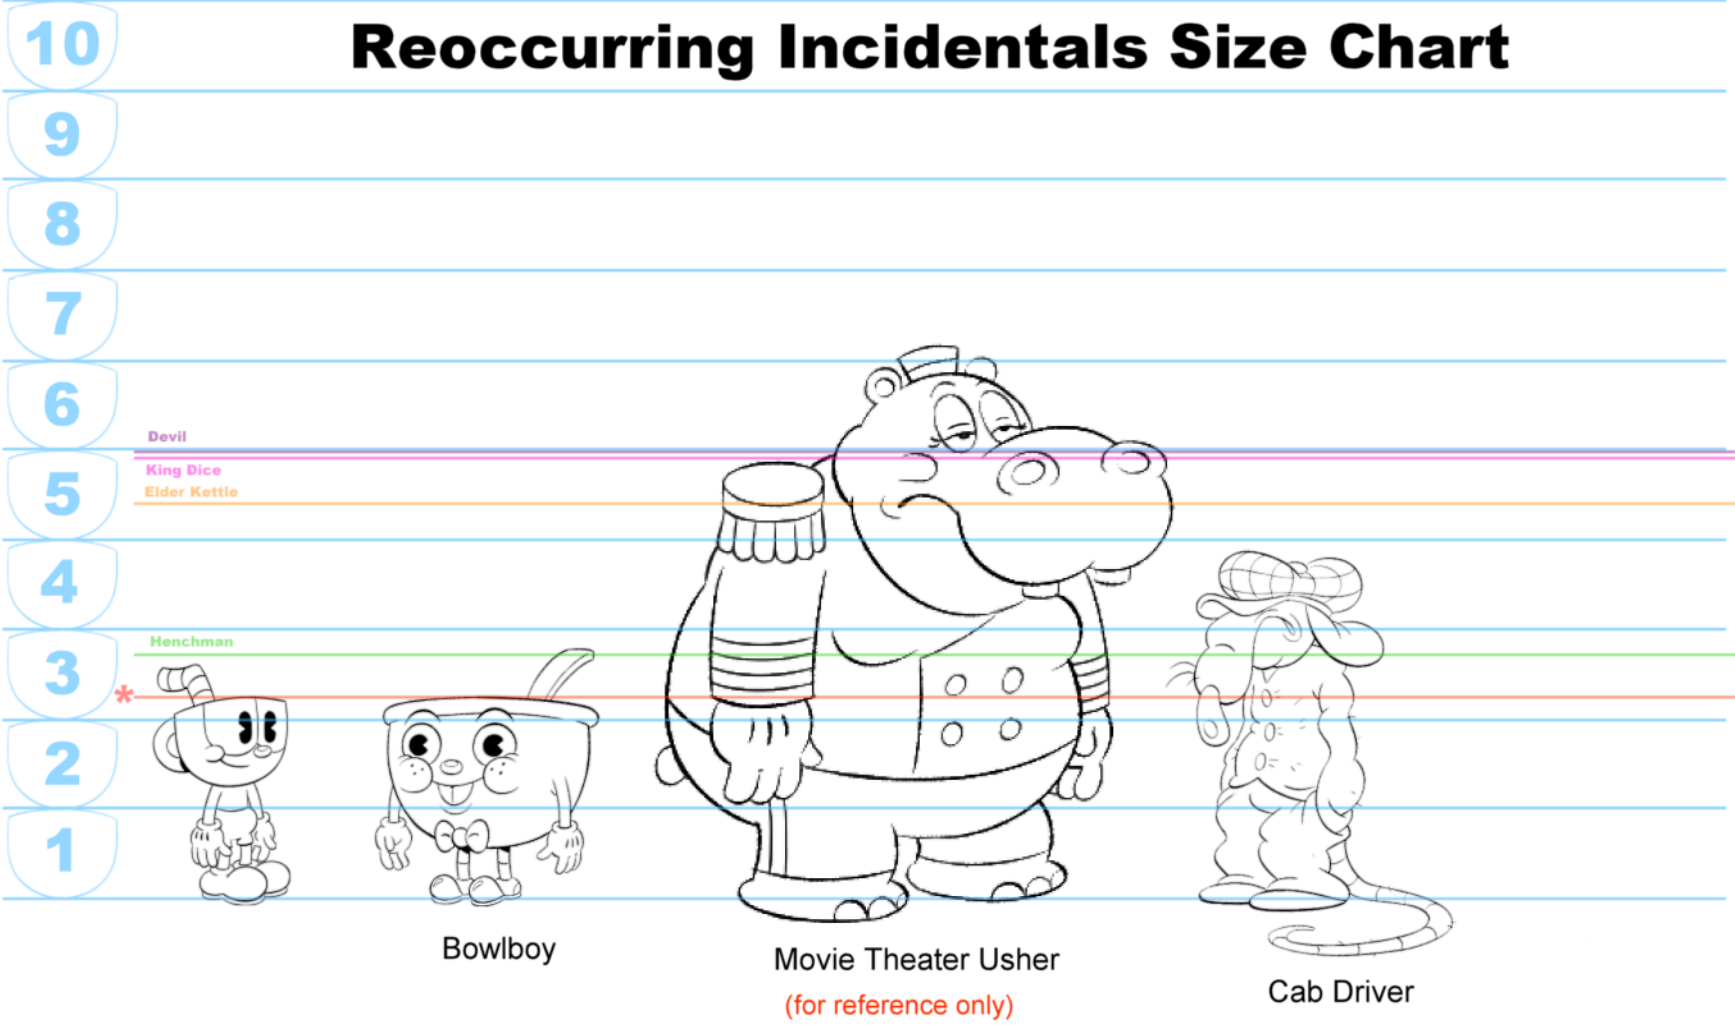 10
Reoccurring Incidentals Size Chart
9
8
7
6
Devil
King Dice
5
Elder Kettle
4
Henchman
3
*
2
1
Bowlboy
Movie Theater Usher
(for reference only)
Cab Driver